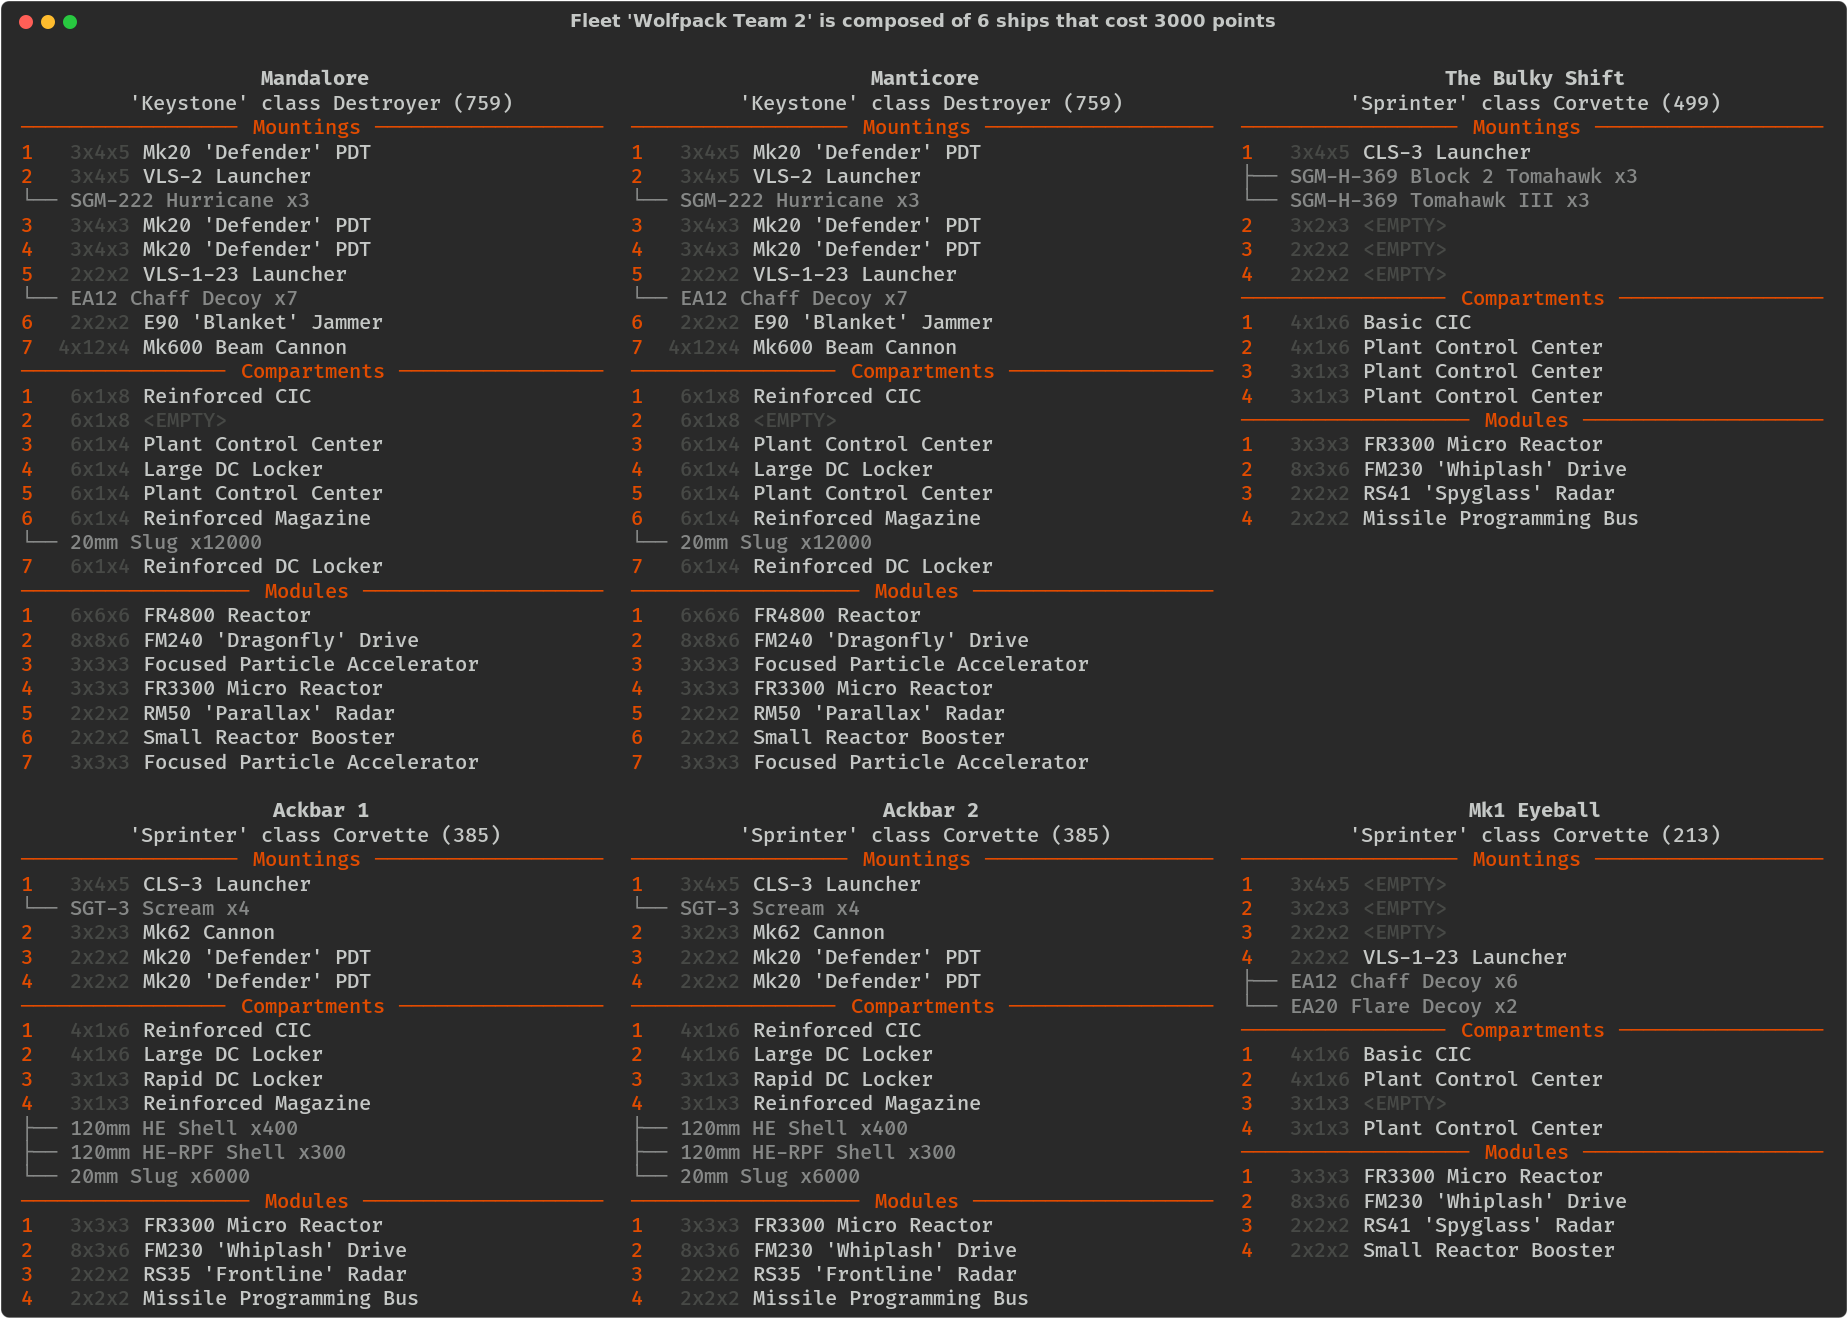 Fleet 'Wolfpack Team 2' is composed of 6 ships that cost 3000 points
Mandalore
'Keystone' class Destroyer (759)
Mountings
1 3x4x5 Mk20 'Defender' PDT
2 3x4x5 VLS-2 Launcher
└── SGM-222 Hurricane x3
3 3x4x3 Mk20 'Defender' PDT
4 3x4x3 Mk20 'Defender' PDT
5 2x2x2 VLS-1-23 Launcher
└── EA12 Chaff Decoy x7
6 2x2x2 E90 'Blanket' Jammer
7 4x12x4 Mk600 Beam Cannon
Compartments
1 6x1x8 Reinforced CIC
2 6x1x8 <EMPTY>
3 6x1x4 Plant Control Center
4 6x1x4 Large DC Locker
5 6x1x4 Plant Control Center
6 6x1x4 Reinforced Magazine
└── 20mm Slug x12000
7 6x1x4 Reinforced DC Locker
Modules
1 6x6x6 FR4800 Reactor
2 8x8x6 FM240 'Dragonfly' Drive
3 3x3x3 Focused Particle Accelerator
4 3x3x3 FR3300 Micro Reactor
5 2x2x2 RM50 'Parallax' Radar
6 2x2x2 Small Reactor Booster
7 3x3x3 Focused Particle Accelerator
Manticore
'Keystone' class Destroyer (759)
Mountings
1 3x4x5 Mk20 'Defender' PDT
2 3x4x5 VLS-2 Launcher
└── SGM-222 Hurricane x3
3 3x4x3 Mk20 'Defender' PDT
4 3x4x3 Mk20 'Defender' PDT
5 2x2x2 VLS-1-23 Launcher
└── EA12 Chaff Decoy x7
6 2x2x2 E90 'Blanket' Jammer
7 4x12x4 Mk600 Beam Cannon
Compartments
1 6x1x8 Reinforced CIC
2 6x1x8 <EMPTY>
3 6x1x4 Plant Control Center
4 6x1x4 Large DC Locker
5 6x1x4 Plant Control Center
6 6x1x4 Reinforced Magazine
└── 20mm Slug x12000
7 6x1x4 Reinforced DC Locker
Modules
1 6x6x6 FR4800 Reactor
2 8x8x6 FM240 'Dragonfly' Drive
3 3x3x3 Focused Particle Accelerator
4 3x3x3 FR3300 Micro Reactor
5 2x2x2 RM50 'Parallax' Radar
6 2x2x2 Small Reactor Booster
7 3x3x3 Focused Particle Accelerator
The Bulky Shift
'Sprinter' class Corvette (499)
Mountings
1 3x4x5 CLS-3 Launcher
├── SGM-H-369 Block 2 Tomahawk x3
└── SGM-H-369 Tomahawk III x3
2 3x2x3 <EMPTY>
3 2x2x2 <EMPTY>
4 2x2x2 <EMPTY>
Compartments
1 4x1x6 Basic CIC
2 4x1x6 Plant Control Center
3 3x1x3 Plant Control Center
4 3x1x3 Plant Control Center
Modules
1 3x3x3 FR3300 Micro Reactor
2 8x3x6 FM230 'Whiplash' Drive
3 2x2x2 RS41 'Spyglass' Radar
4 2x2x2 Missile Programming Bus
Ackbar 1
'Sprinter' class Corvette (385)
Mountings
1 3x4x5 CLS-3 Launcher
└── SGT-3 Scream x4
2 3x2x3 Mk62 Cannon
3 2x2x2 Mk20 'Defender' PDT
4 2x2x2 Mk20 'Defender' PDT
Compartments
1 4x1x6 Reinforced CIC
2 4x1x6 Large DC Locker
3 3x1x3 Rapid DC Locker
4 3x1x3 Reinforced Magazine
├── 120mm HE Shell x400
├── 120mm HE-RPF Shell x300
└── 20mm Slug x6000
Modules
1 3x3x3 FR3300 Micro Reactor
2 8x3x6 FM230 'Whiplash' Drive
3 2x2x2 RS35 'Frontline' Radar
4 2x2x2 Missile Programming Bus
Ackbar 2
'Sprinter' class Corvette (385)
Mountings
1 3x4x5 CLS-3 Launcher
└── SGT-3 Scream x4
2 3x2x3 Mk62 Cannon
3 2x2x2 Mk20 'Defender' PDT
4 2x2x2 Mk20 'Defender' PDT
Compartments
1 4x1x6 Reinforced CIC
2 4x1x6 Large DC Locker
3 3x1x3 Rapid DC Locker
4 3x1x3 Reinforced Magazine
├── 120mm HE Shell x400
├── 120mm HE-RPF Shell x300
└── 20mm Slug x6000
Modules
1 3x3x3 FR3300 Micro Reactor
2 8x3x6 FM230 'Whiplash' Drive
3 2x2x2 RS35 'Frontline' Radar
4 2x2x2 Missile Programming Bus
Mk1 Eyeball
'Sprinter' class Corvette (213)
Mountings
1 3x4x5 <EMPTY>
2 3x2x3 <EMPTY>
3 2x2x2 <EMPTY>
4 2x2x2 VLS-1-23 Launcher
├── EA12 Chaff Decoy x6
└── EA20 Flare Decoy x2
Compartments
1 4x1x6 Basic CIC
2 4x1x6 Plant Control Center
3 3x1x3 <EMPTY>
4 3x1x3 Plant Control Center
Modules
1 3x3x3 FR3300 Micro Reactor
2 8x3x6 FM230 'Whiplash' Drive
3 2x2x2 RS41 'Spyglass' Radar
4 2x2x2 Small Reactor Booster